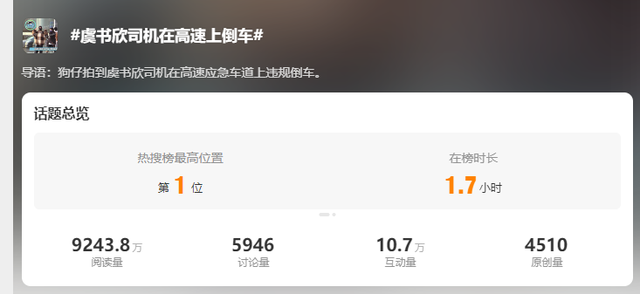 #虞书欣司机在高速上倒车#
导语：狗仔拍到虞书欣司机在高速应急车道上违规倒车。
话题总览
热搜榜最高位置 在榜时长
第 1 位 1.7 小时
9243.8 万 5946 10.7 万 4510
阅读量 讨论量 互动量 原创量